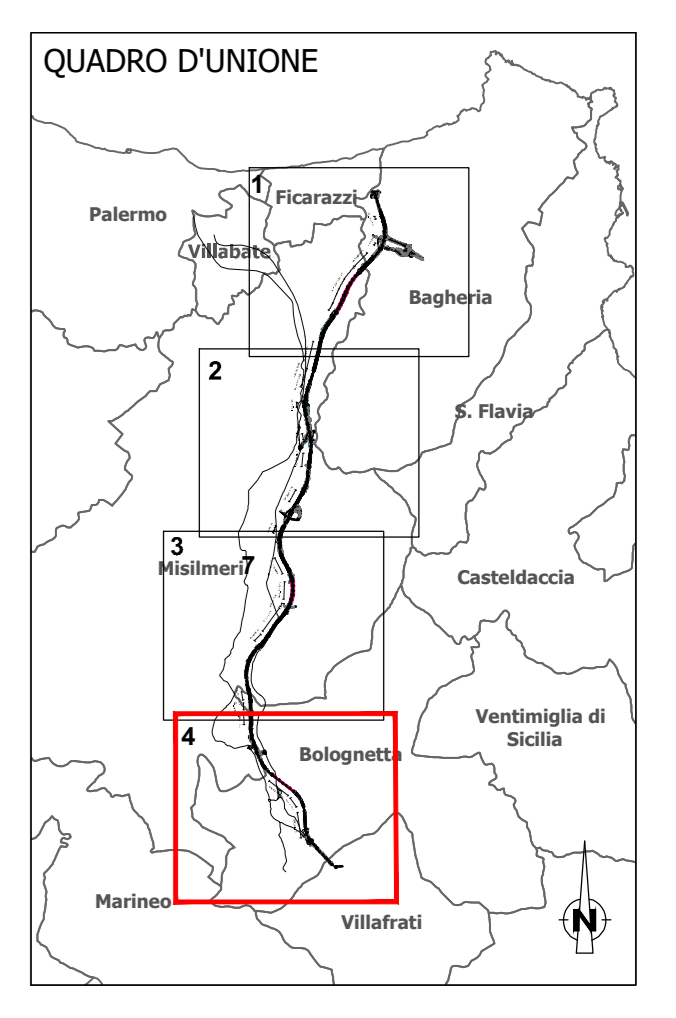 QUADRO D'UNIONE
1
Ficarazzi
Palermo
Villabate
Bagheria
2
S. Flavia
3
Misilmeri
7
Casteldaccia
Ventimiglia di
Sicilia
4
Bolognetta
Marineo
Villafrati
N